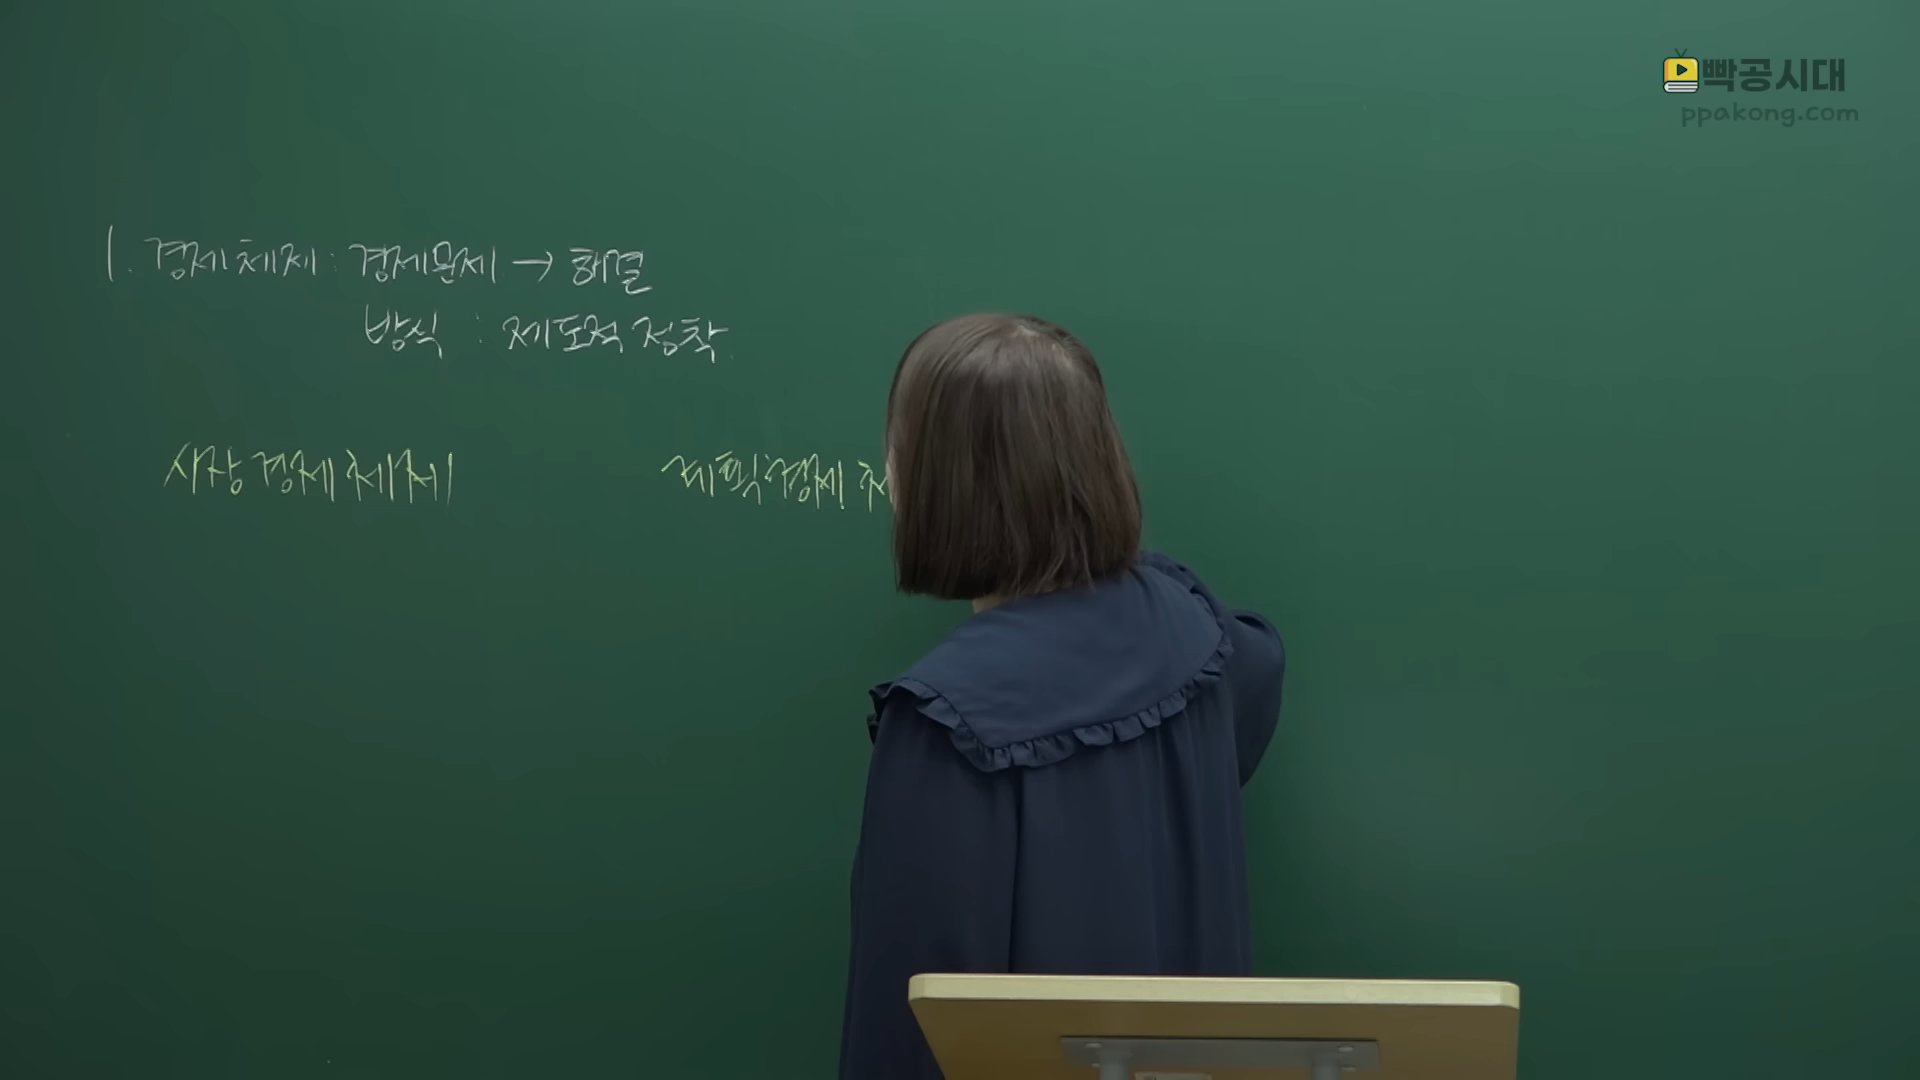 빡공시대
ppakong.com
1. 경제체제 : 경제문제 → 해결
방식 : 제도적 정착.
시장경제체제 계획경제